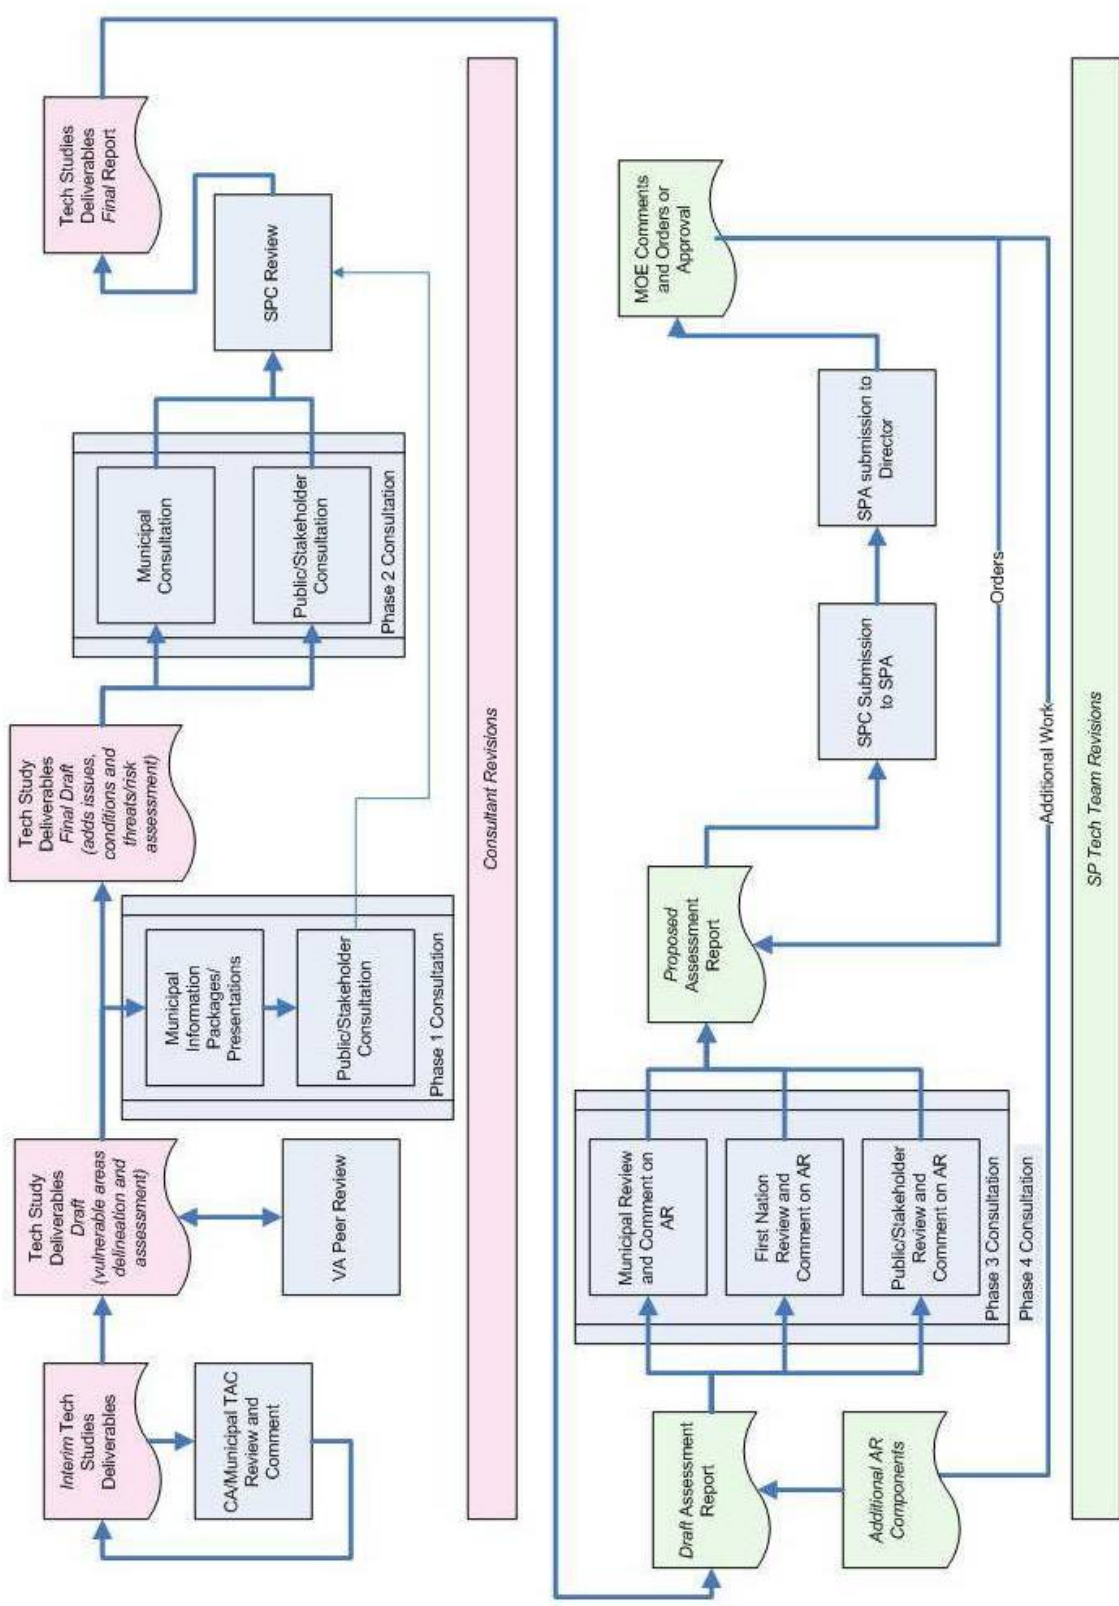 Interim Tech
Studies
Deliverables
CA/Municipal TAC
Review and
Comment
Tech Study
Deliverables
Draft
(vulnerable areas
delineation and
assessment)
VA Peer Review
Municipal
Information
Packages/
Presentations
Public/Stakeholder
Consultation
Phase 1 Consultation
Tech Study
Deliverables
Final Draft
(adds issues,
conditions and
threats/risk
assessment)
Municipal
Consultation
Public/Stakeholder
Consultation
Phase 2 Consultation
SPC Review
Tech Studies
Deliverables
Final Report
Consultant Revisions
Draft Assessment
Report
Additional AR
Components
Municipal Review
and Comment on
AR
First Nation
Review and
Comment on AR
Public/Stakeholder
Review and
Comment on AR
Phase 3 Consultation
Phase 4 Consultation
Proposed
Assessment
Report
SPC Submission
to SPA
SPA submission to
Director
MOE Comments
and Orders or
Approval
Orders
Additional Work
SP Tech Team Revisions